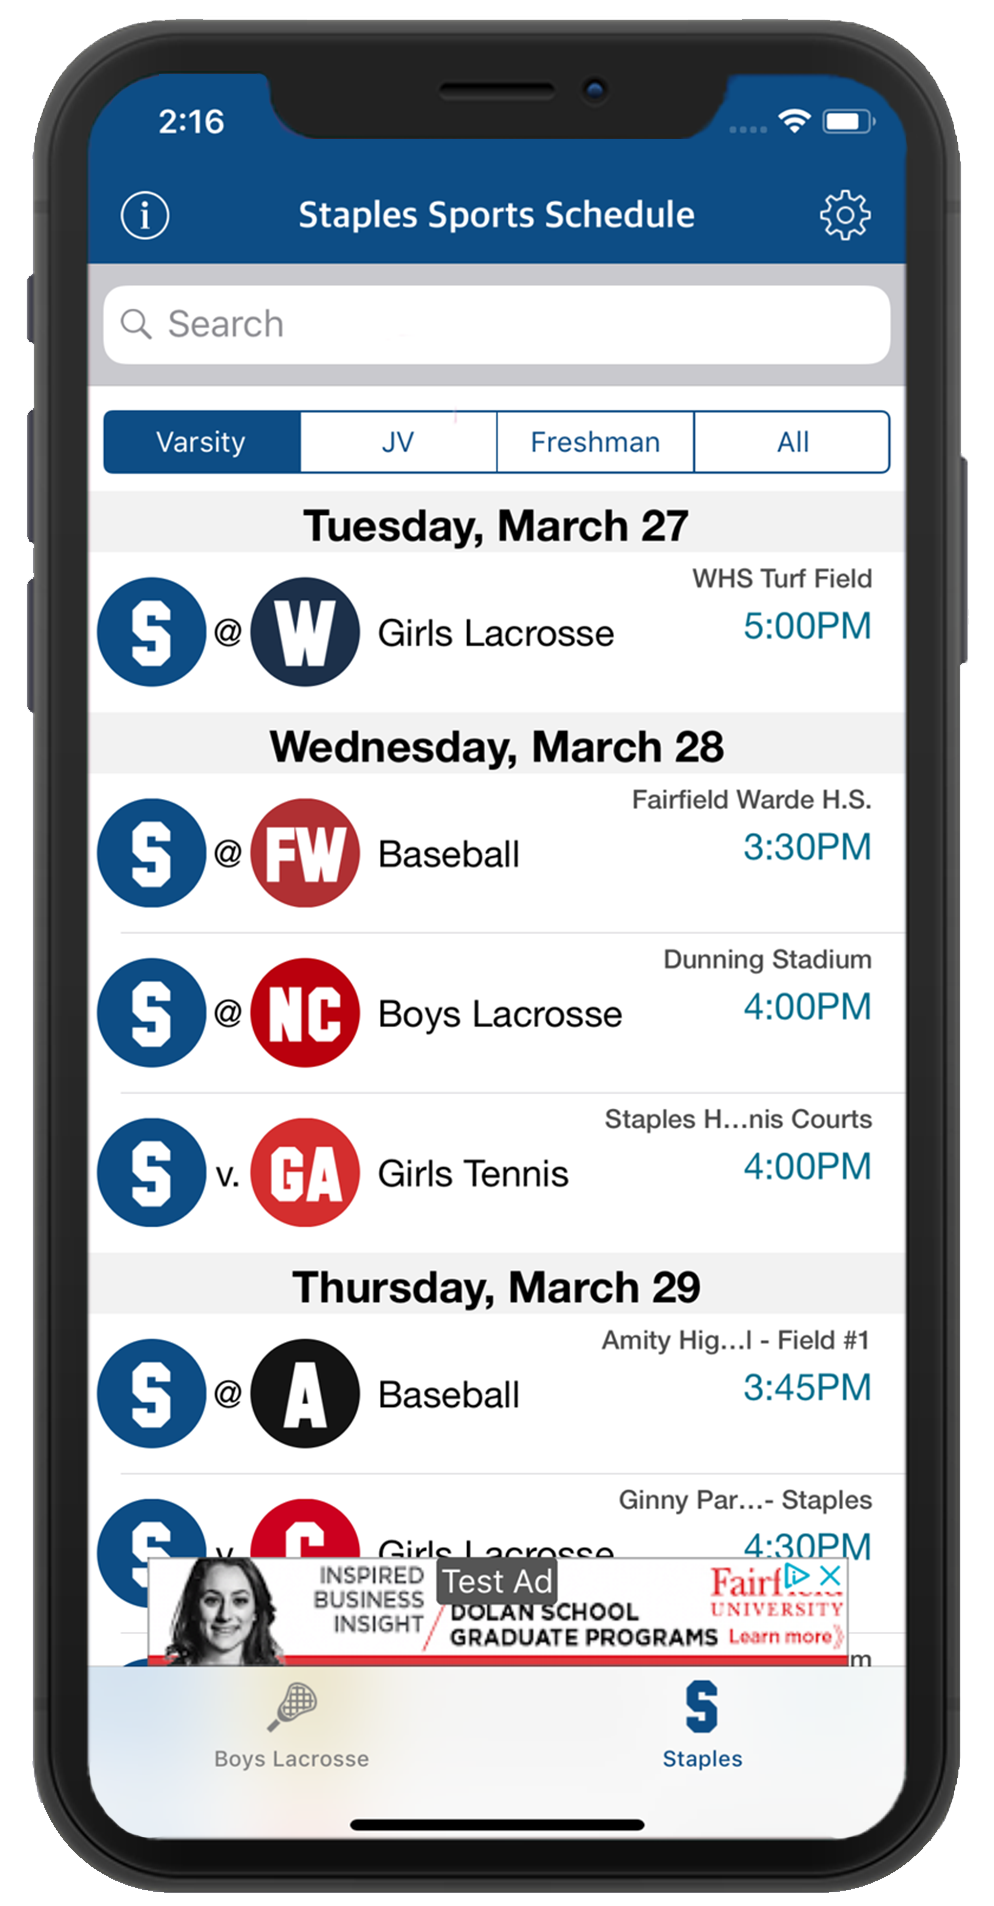 2:16
i
Staples Sports Schedule
Search
Varsity JV Freshman All
Tuesday, March 27
WHS Turf Field
S @ W Girls Lacrosse 5:00PM
Wednesday, March 28
Fairfield Warde H.S.
S @ FW Baseball 3:30PM
Dunning Stadium
S @ NC Boys Lacrosse 4:00PM
Staples H...nis Courts
S v. GA Girls Tennis 4:00PM
Thursday, March 29
Amity Hig...l - Field #1
S @ A Baseball 3:45PM
Ginny Par...- Staples
S v Girls Lacrosse 4:30PM
INSPIRED
BUSINESS
INSIGHT
Test Ad
DOLAN SCHOOL
GRADUATE PROGRAMS
UNIVERSITY
Learn more
m
S
Boys Lacrosse Staples